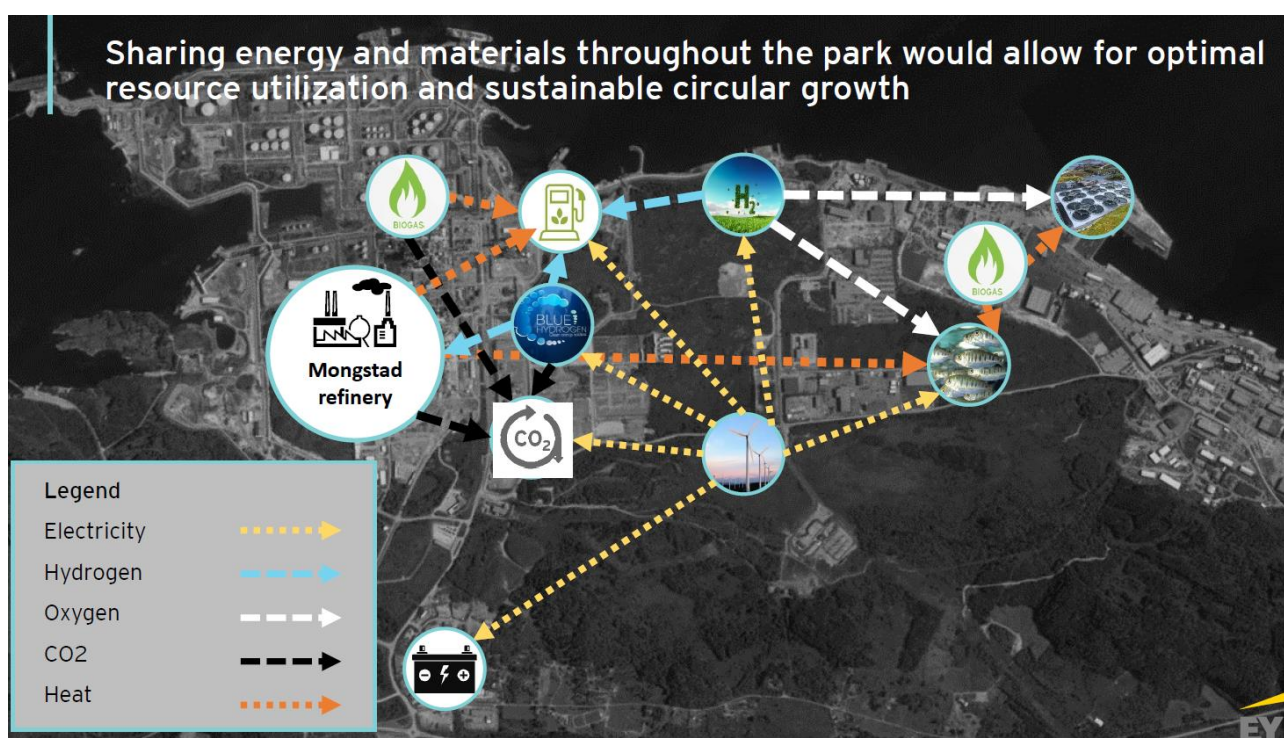 Sharing energy and materials throughout the park would allow for optimal
resource utilization and sustainable circular growth
BIOGAS
H2
BIOGAS
BLUE
HYDROGEN
Mongstad
refinery
CO2
Legend
Electricity
Hydrogen
Oxygen
CO2
Heat
EY